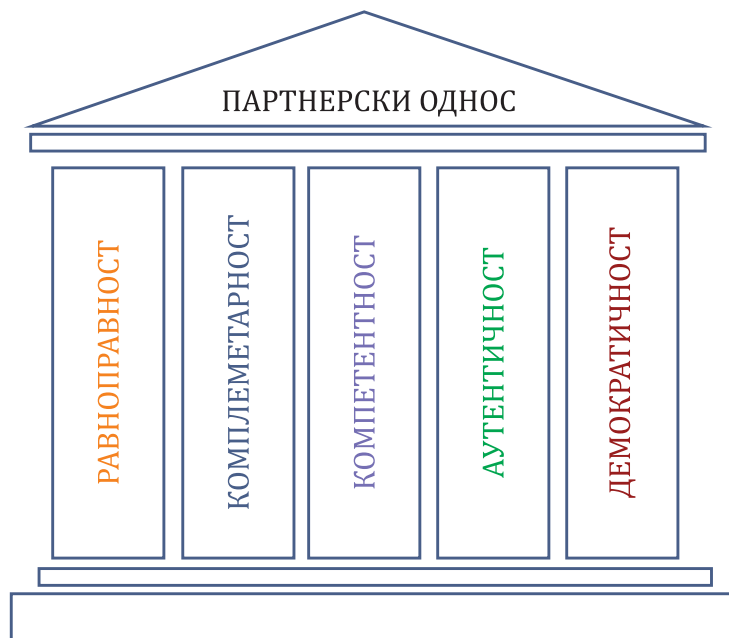 ПАРТНЕРСКИ ОДНОС
РАВНОПРАВНОСТ
КОМПЛЕМЕТАРНОСТ
КОМПЕТЕНТНОСТ
АУТЕНТИЧНОСТ
ДЕМОКРАТИЧНОСТ